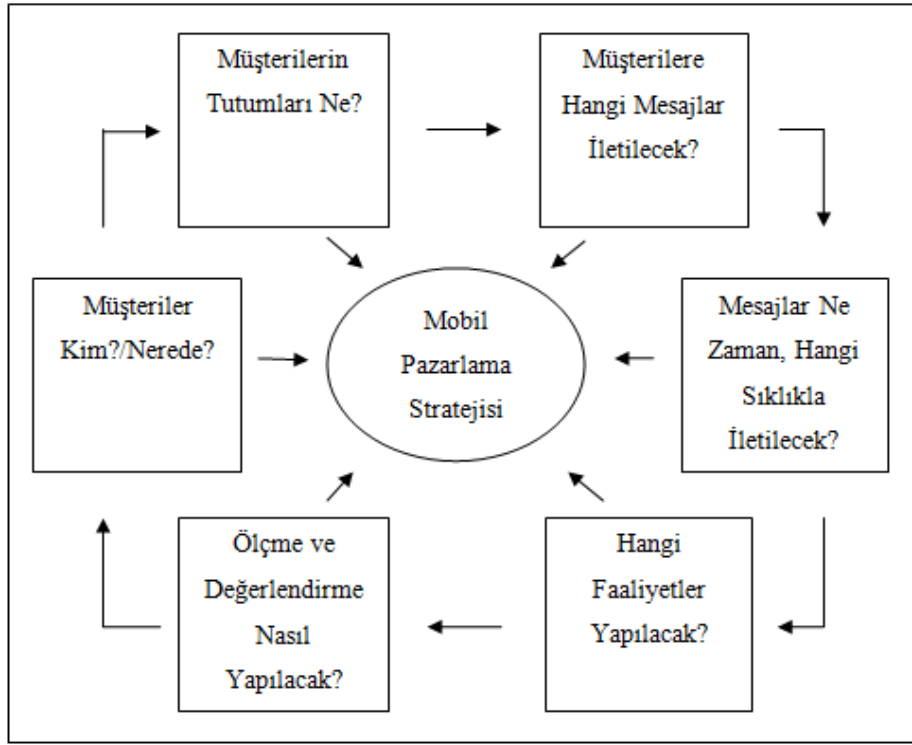 Müşterilerin
Tutumları Ne?
Müşterilere
Hangi Mesajlar
İletilecek?
Müşteriler
Kim?/Nerede?
Mobil
Pazarlama
Stratejisi
Mesajlar Ne
Zaman, Hangi
Sıklıkla
İletilecek?
Ölçme ve
Değerlendirme
Nasıl
Yapılacak?
Hangi
Faaliyetler
Yapılacak?